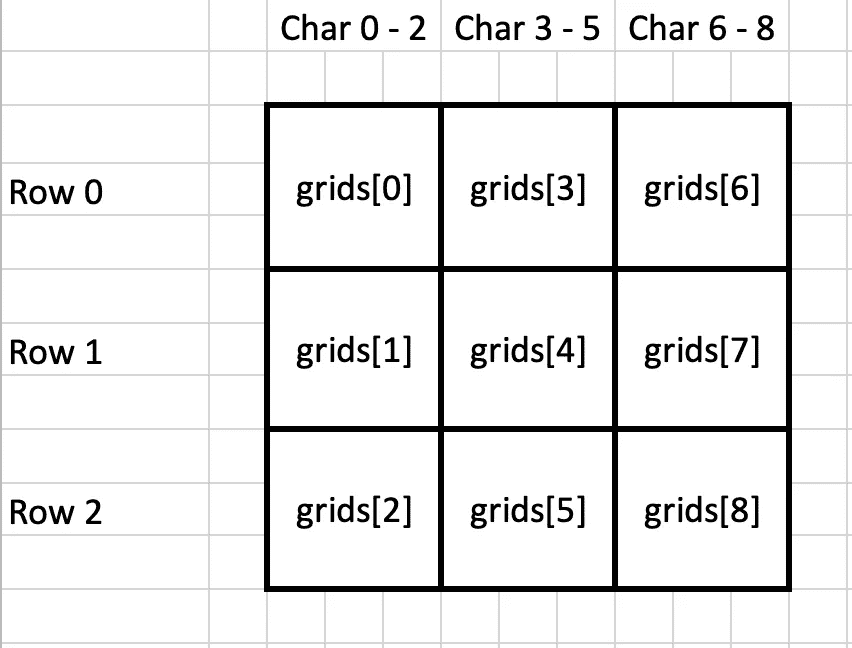 Char 0 - 2 Char 3 - 5 Char 6 - 8
Row 0 grids[0] grids[3] grids[6]
Row 1 grids[1] grids[4] grids[7]
Row 2 grids[2] grids[5] grids[8]